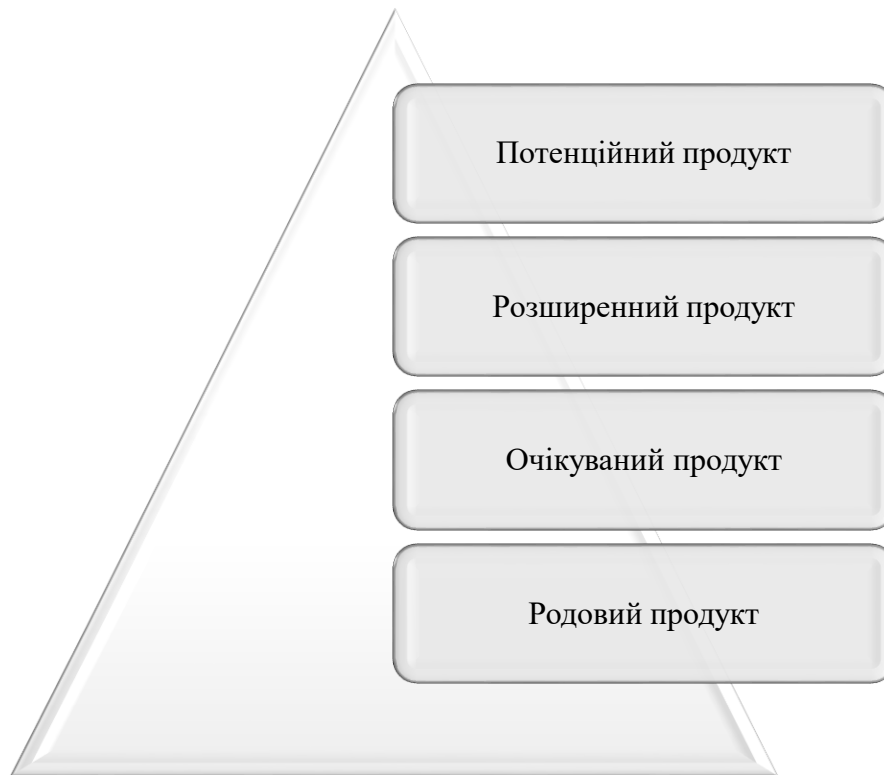 Потенційний продукт
Розширенний продукт
Очікуваний продукт
Родовий продукт